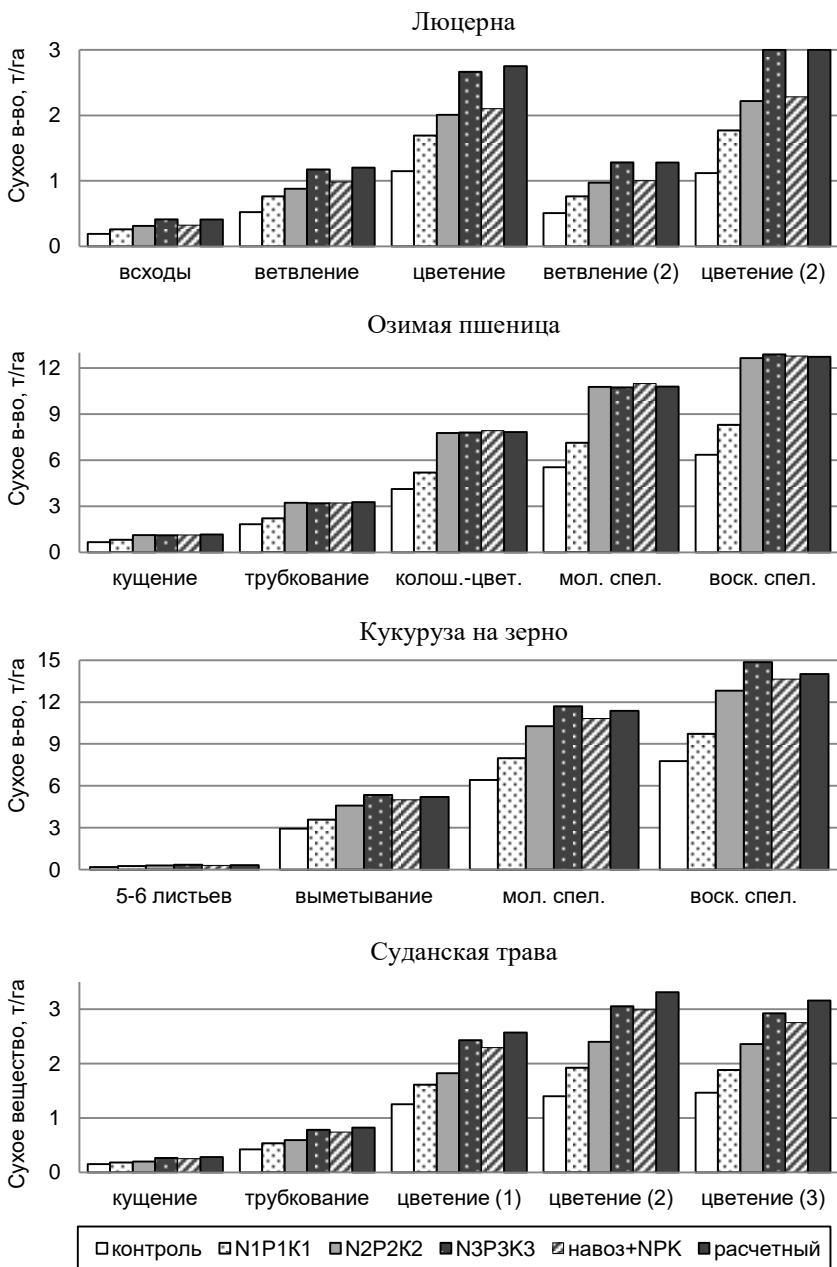 Люцерна
Сухое в-во, т/га
3
2
1
0
всходы ветвление цветение ветвление (2) цветение (2)
Озимая пшеница
Сухое в-во, т/га
12
9
6
3
0
кущение трубкование колош.-цвет. мол. спел. воск. спел.
Кукуруза на зерно
Сухое в-во, т/га
15
12
9
6
3
0
5-6 листьев выметывание мол. спел. воск. спел.
Суданская трава
Сухое вещество, т/га
3
2
1
0
кущение трубкование цветение (1) цветение (2) цветение (3)
контроль N1P1K1 N2P2K2 N3P3K3 навоз+NPK расчетный